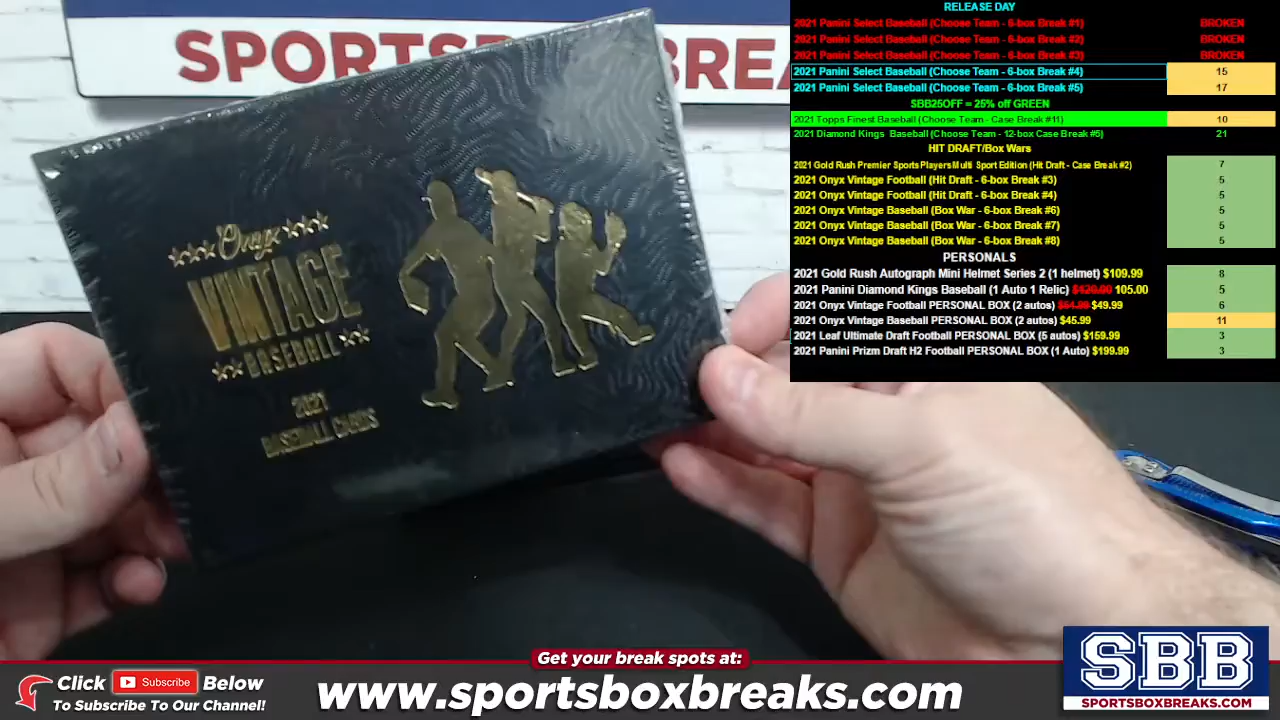 SPORTSBOXBREAKS
Onyx
VINTAGE
BASEBALL
2021
BASEBALL CARDS
RELEASE DAY
2021 Panini Select Baseball (Choose Team - 6-box Break #1) BROKEN
2021 Panini Select Baseball (Choose Team - 6-box Break #2) BROKEN
2021 Panini Select Baseball (Choose Team - 6-box Break #3) BROKEN
2021 Panini Select Baseball (Choose Team - 6-box Break #4) 15
2021 Panini Select Baseball (Choose Team - 6-box Break #5) 17
SBB25OFF = 25% off GREEN
2021 Topps Finest Baseball (Choose Team - Case Break #11) 10
2021 Diamond Kings Baseball (Choose Team - 12-box Case Break #6) 21
HIT DRAFT/Box Wars
2021 Gold Rush Premier Sports Players Multi Sport Edition (Hit Draft - Case Break #2) 7
2021 Onyx Vintage Football (Hit Draft - 6-box Break #3) 5
2021 Onyx Vintage Football (Hit Draft - 6-box Break #4) 5
2021 Onyx Vintage Baseball (Box War - 6-box Break #6) 5
2021 Onyx Vintage Baseball (Box War - 6-box Break #7) 5
2021 Onyx Vintage Baseball (Box War - 6-box Break #8) 5
PERSONALS
2021 Gold Rush Autograph Mini Helmet Series 2 (1 helmet) $109.99 8
2021 Panini Diamond Kings Baseball (1 Auto 1 Relic) $120.00 105.00 5
2021 Onyx Vintage Football PERSONAL BOX (2 autos) $54.99 $49.99 6
2021 Onyx Vintage Baseball PERSONAL BOX (2 autos) $45.99 11
2021 Leaf Ultimate Draft Football PERSONAL BOX (5 autos) $159.99 3
2021 Panini Prizm Draft H2 Football PERSONAL BOX (1 Auto) $199.99 3
Get your break spots at:
Click Subscribe Below
To Subscribe To Our Channel!
www.sportsboxbreaks.com
SBB
SPORTSBOXBREAKS.COM